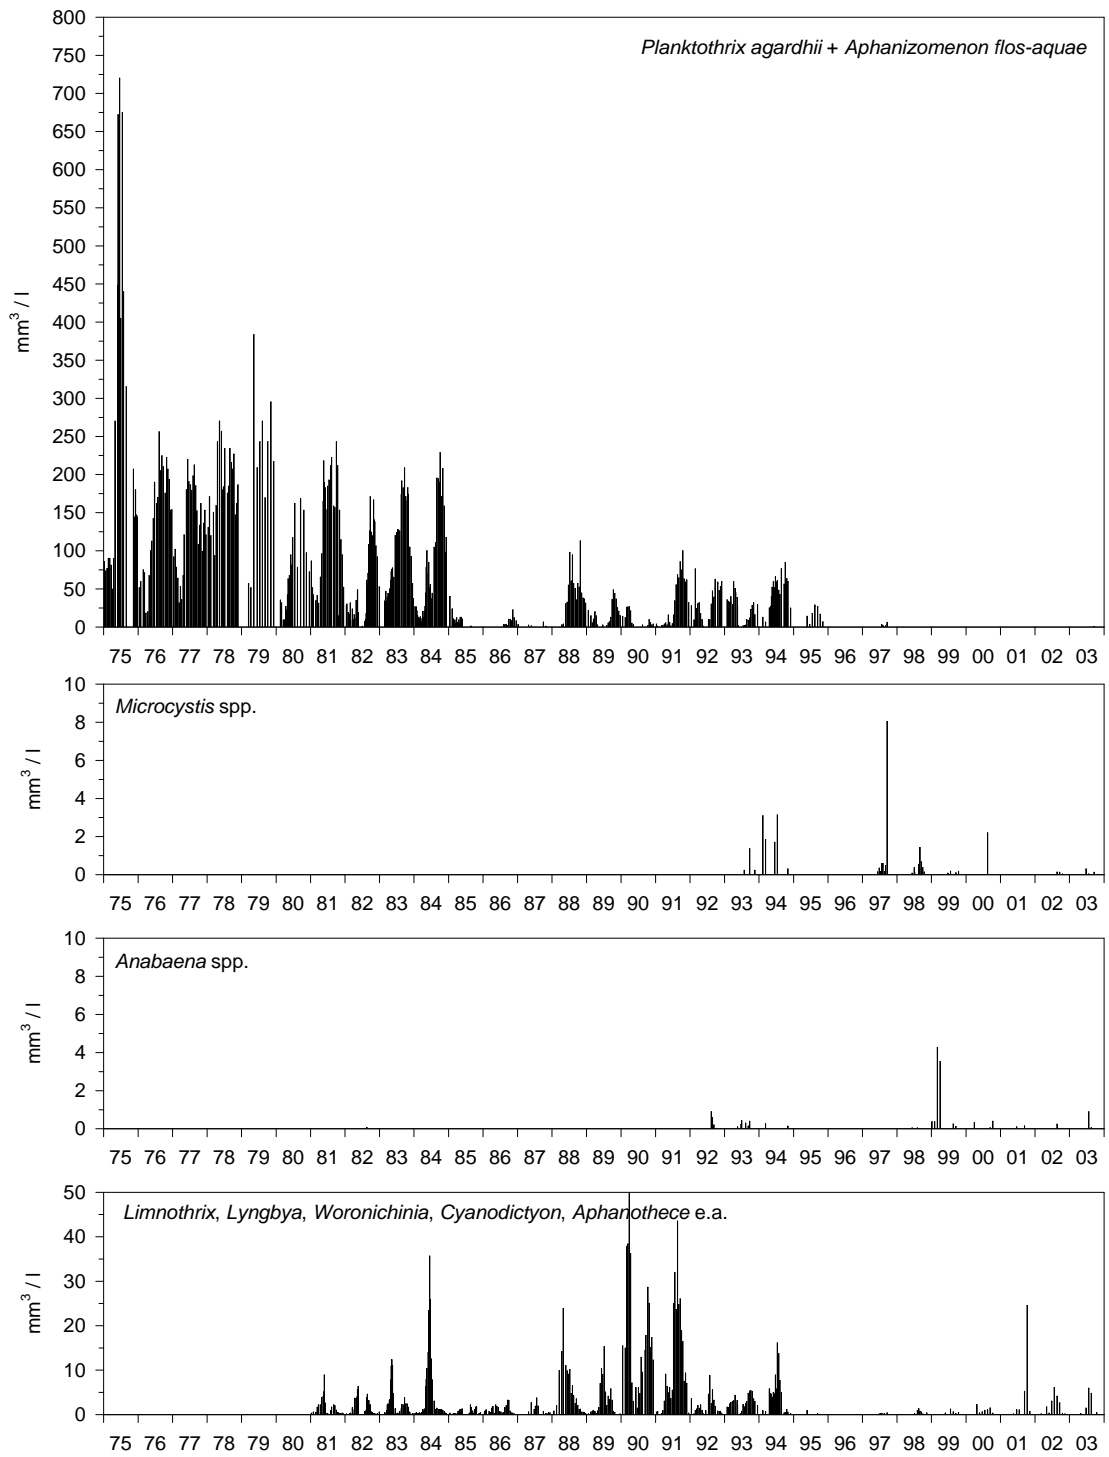 800
Planktothrix agardhii + Aphanizomenon flos-aquae
750
700
650
600
550
500
450
400
350
300
250
200
150
100
50
0
mm³ / l
75 76 77 78 79 80 81 82 83 84 85 86 87 88 89 90 91 92 93 94 95 96 97 98 99 00 01 02 03
10
Microcystis spp.
8
6
4
2
0
mm³ / l
75 76 77 78 79 80 81 82 83 84 85 86 87 88 89 90 91 92 93 94 95 96 97 98 99 00 01 02 03
10
Anabaena spp.
8
6
4
2
0
mm³ / l
75 76 77 78 79 80 81 82 83 84 85 86 87 88 89 90 91 92 93 94 95 96 97 98 99 00 01 02 03
50
Limnothrix, Lyngbya, Woronichinia, Cyanodictyon, Aphanothece e.a.
40
30
20
10
0
mm³ / l
75 76 77 78 79 80 81 82 83 84 85 86 87 88 89 90 91 92 93 94 95 96 97 98 99 00 01 02 03